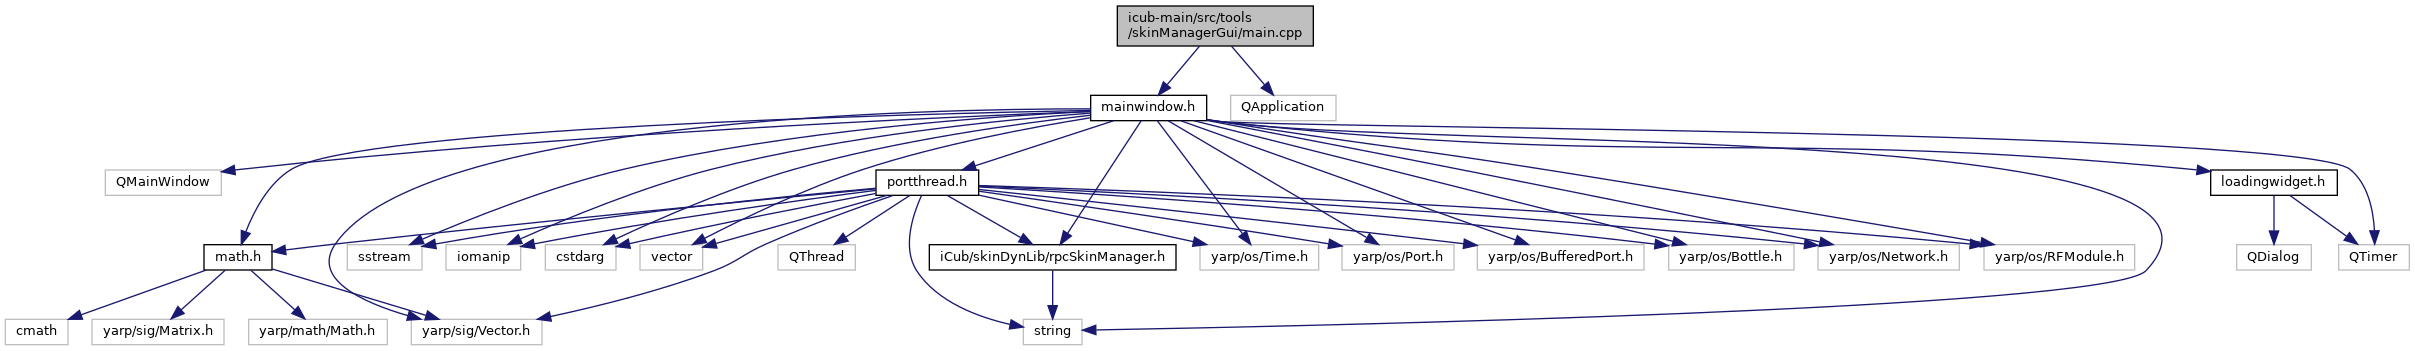 icub-main/src/tools
/skinManagerGui/main.cpp
mainwindow.h
QApplication
QMainWindow
portthread.h
loadingwidget.h
math.h
sstream
iomanip
cstdarg
vector
QThread
iCub/skinDynLib/rpcSkinManager.h
yarp/os/Time.h
yarp/os/Port.h
yarp/os/BufferedPort.h
yarp/os/Bottle.h
yarp/os/Network.h
yarp/os/RFModule.h
QDialog
QTimer
cmath
yarp/sig/Matrix.h
yarp/math/Math.h
yarp/sig/Vector.h
string